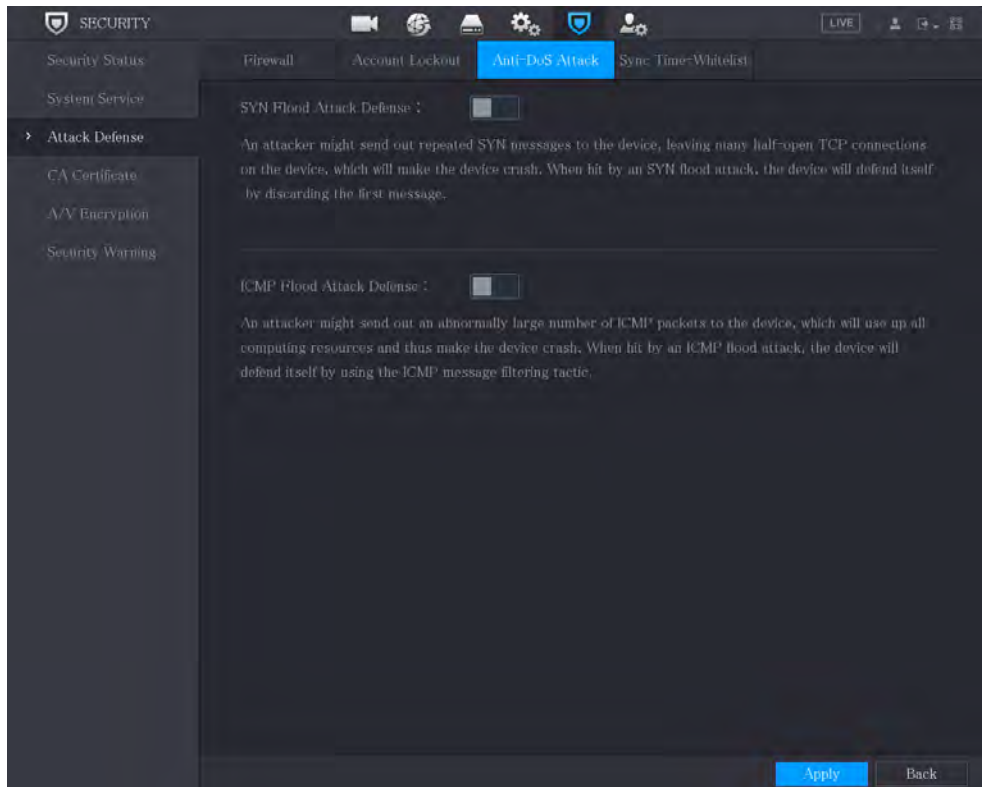 SECURITY
LIVE
Security Status
Firewall
Account Lockout
Anti-DoS Attack
Sync Time-Whitelist
System Service
Attack Defense
CA Certificate
A/V Encryption
Security Warning
SYN Flood Attack Defense :
An attacker might send out repeated SYN messages to the device, leaving many half-open TCP connections
on the device, which will make the device crash. When hit by an SYN flood attack, the device will defend itself
by discarding the first message.
ICMP Flood Attack Defense :
An attacker might send out an abnormally large number of ICMP packets to the device, which will use up all
computing resources and thus make the device crash. When hit by an ICMP flood attack, the device will
defend itself by using the ICMP message filtering tactic.
Apply
Back